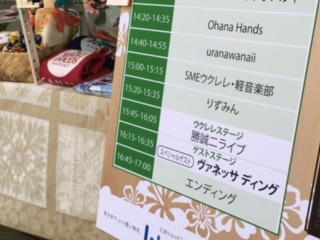 14:20-14:35
Ohana Hands
14:40-14:55
uranawanaii
15:00-15:15
SMEウクレレ・軽音楽部
15:20-15:35
りずみん
15:45-16:05
ウクレレステージ
勝誠二ライブ
16:15-16:35
ゲストステージ
スペシャルゲスト ヴァネッサ ディング
16:45-17:00
エンディング